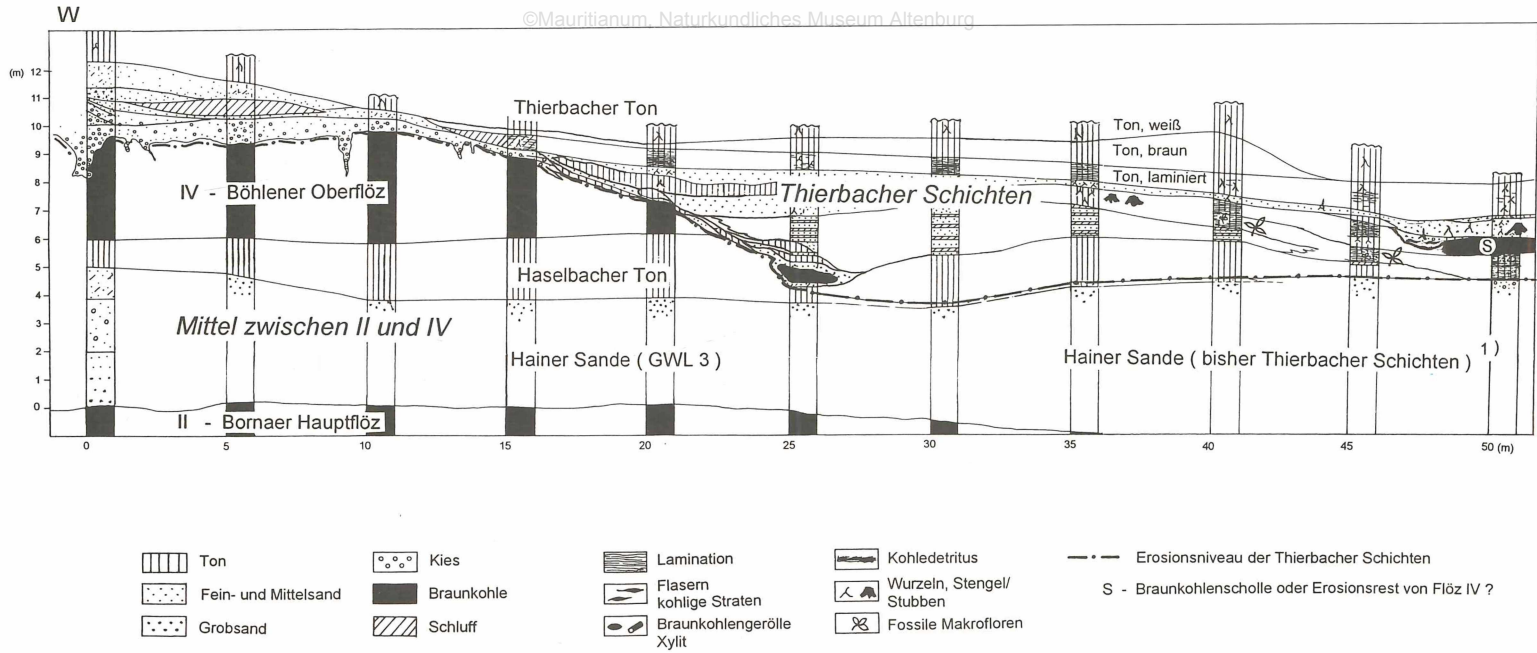 W
©Mauritianum, Naturkundliches Museum Altenburg
(m) 12
11
10
9
8
7
6
5
4
3
2
1
0
Thierbacher Ton
Ton, weiß
Ton, braun
Ton, laminiert
IV - Böhlener Oberflöz
Thierbacher Schichten
S
Haselbacher Ton
Mittel zwischen II und IV
Hainer Sande ( GWL 3 )
Hainer Sande ( bisher Thierbacher Schichten ) 1)
II - Bornaer Hauptflöz
0 5 10 15 20 25 30 35 40 45 50 (m)
Ton
Fein- und Mittelsand
Grobsand
Kies
Braunkohle
Schluff
Lamination
Flasern
kohlige Straten
Braunkohlengerölle
Xylit
Kohledetritus
Wurzeln, Stengel/
Stubben
Fossile Makrofloren
Erosionsniveau der Thierbacher Schichten
S - Braunkohlenscholle oder Erosionsrest von Flöz IV ?